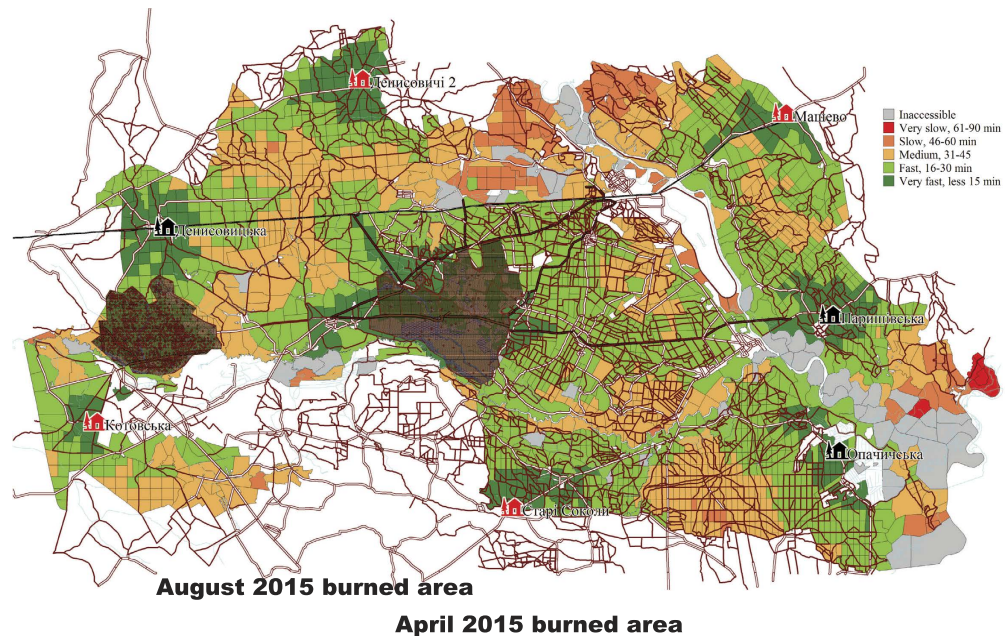 Денисовичі 2
Машево
Inaccessible
Very slow, 61-90 min
Slow, 46-60 min
Medium, 31-45
Fast, 16-30 min
Very fast, less 15 min
Денисовицька
Паришівська
Котовська
Опачичська
Старі Соколи
August 2015 burned area
April 2015 burned area